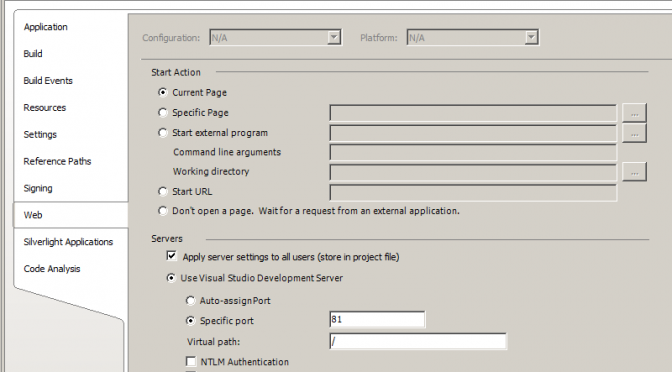 Application
Build
Build Events
Resources
Settings
Reference Paths
Signing
Web
Silverlight Applications
Code Analysis
Configuration: N/A Platform: N/A
Start Action
Current Page
Specific Page ...
Start external program ...
Command line arguments
Working directory ...
Start URL
Don't open a page. Wait for a request from an external application.
Servers
Apply server settings to all users (store in project file)
Use Visual Studio Development Server
Auto-assign Port
Specific port 81
Virtual path: /
NTLM Authentication